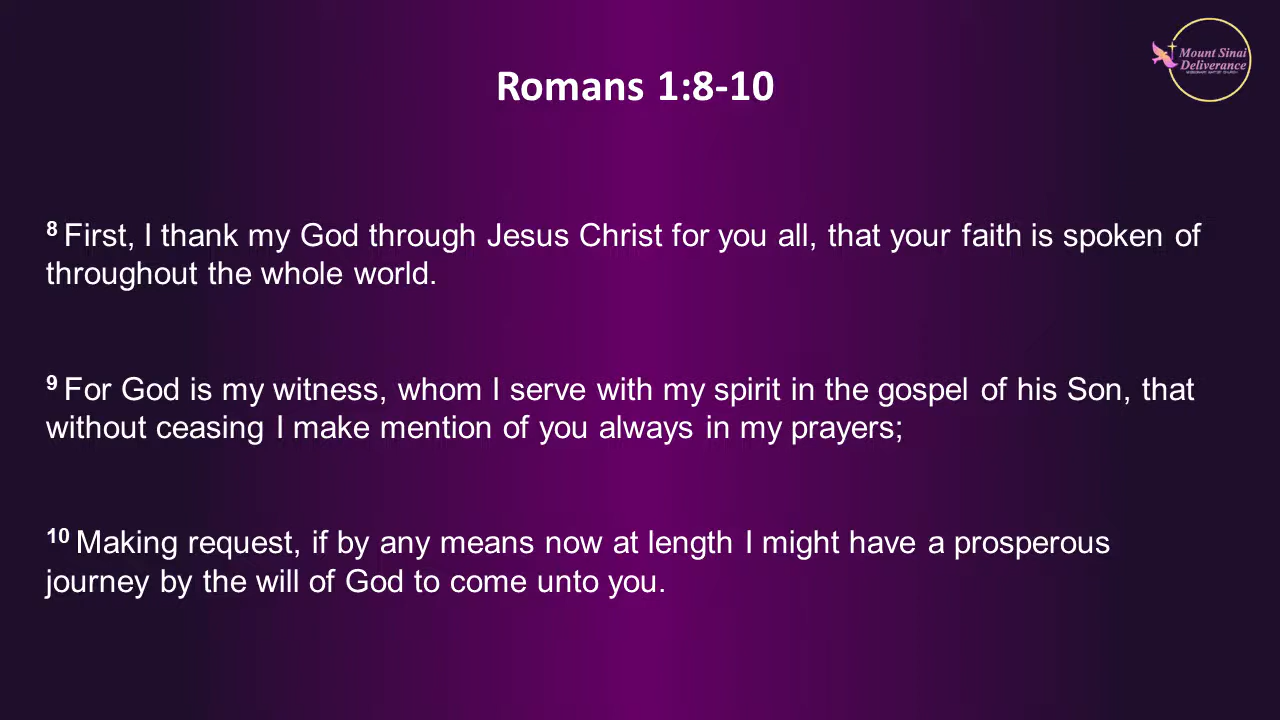 Mount Sinai
Deliverance
MISSIONARY BAPTIST CHURCH
Romans 1:8-10
8 First, I thank my God through Jesus Christ for you all, that your faith is spoken of
throughout the whole world.
9 For God is my witness, whom I serve with my spirit in the gospel of his Son, that
without ceasing I make mention of you always in my prayers;
10 Making request, if by any means now at length I might have a prosperous
journey by the will of God to come unto you.